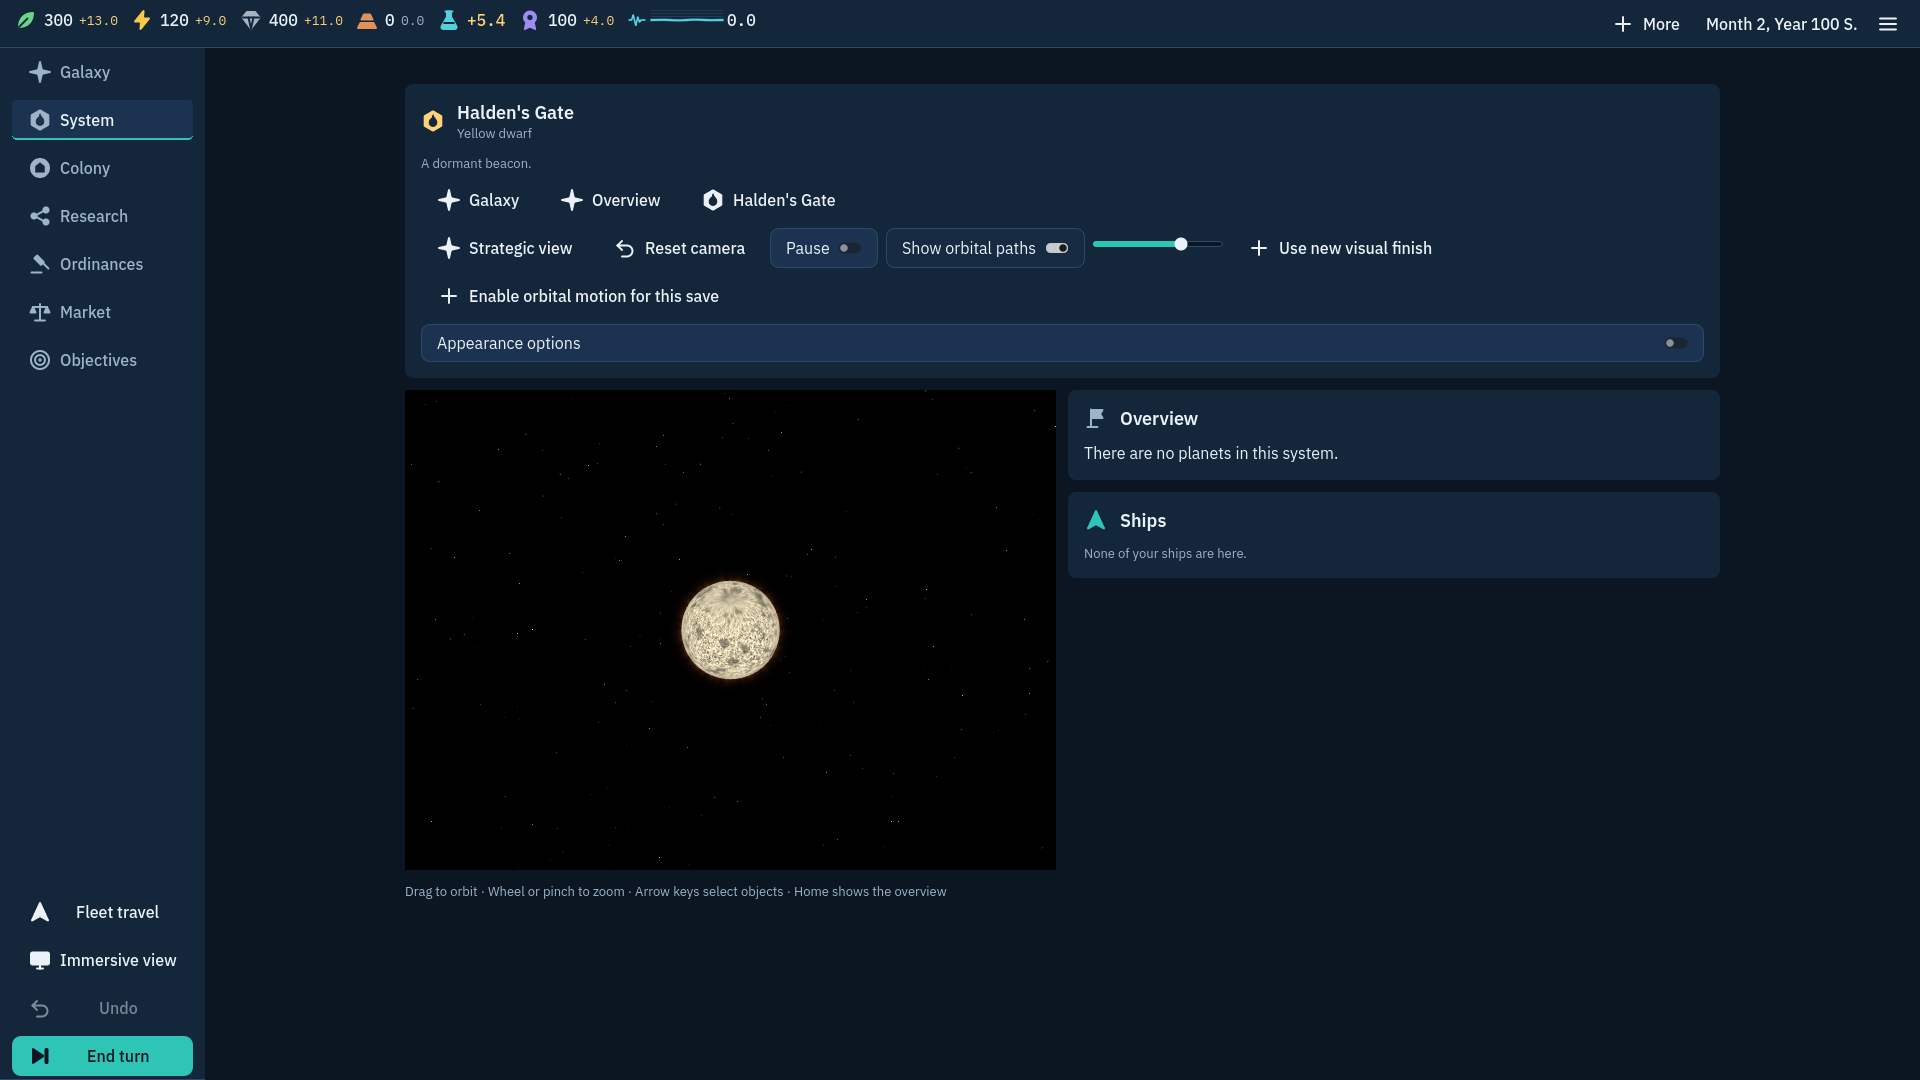 300 +13.0 120 +9.0 400 +11.0 0 0.0 +5.4 100 +4.0 0.0 More Month 2, Year 100 S.
Galaxy
System
Colony
Research
Ordinances
Market
Objectives
Fleet travel
Immersive view
Undo
End turn
Halden's Gate
Yellow dwarf
A dormant beacon.
Galaxy Overview Halden's Gate
Strategic view Reset camera Pause Show orbital paths Use new visual finish
Enable orbital motion for this save
Appearance options
Overview
There are no planets in this system.
Ships
None of your ships are here.
Drag to orbit · Wheel or pinch to zoom · Arrow keys select objects · Home shows the overview